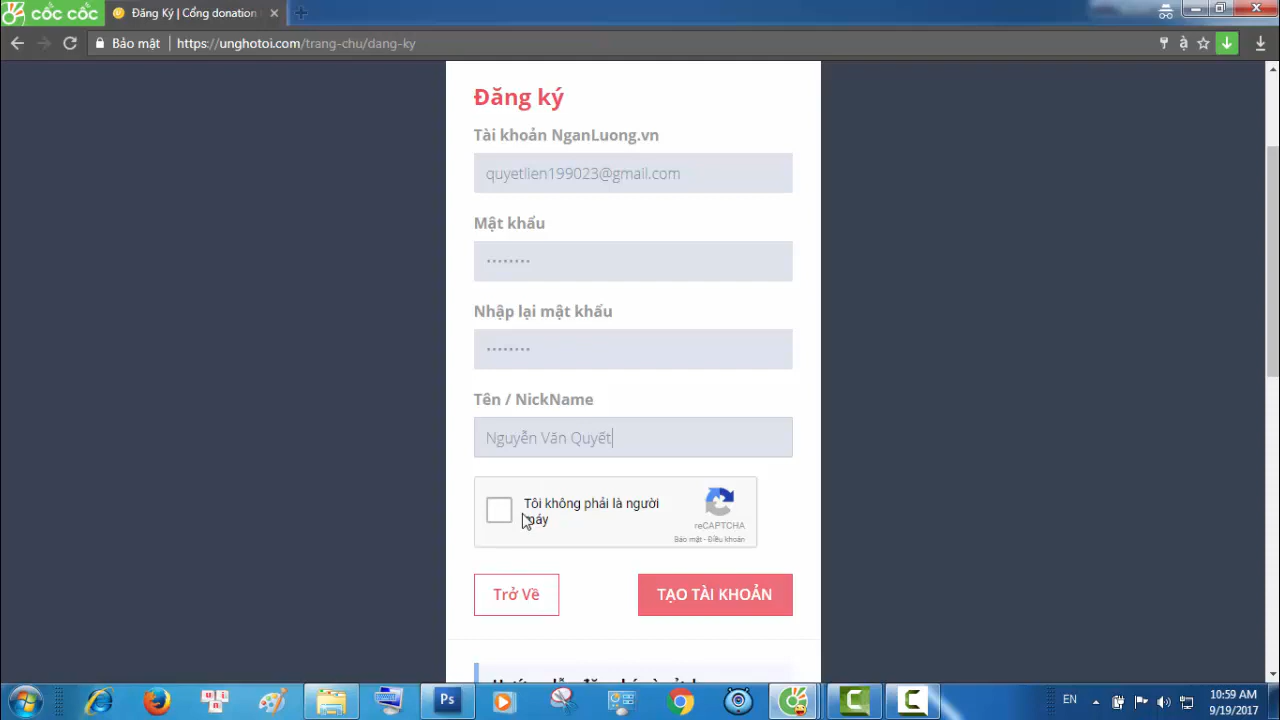 cốc cốc
Đăng Ký | Cổng donation
Bảo mật
https://unghotoi.com/trang-chu/dang-ky
Đăng ký
Tài khoản NganLuong.vn
quyetlien199023@gmail.com
Mật khẩu
••••••••
Nhập lại mật khẩu
••••••••
Tên / NickName
Nguyễn Văn Quyết
Tôi không phải là người
máy
reCAPTCHA
Bảo mật - Điều khoản
Trở Về
TẠO TÀI KHOẢN
Ps
EN
10:59 AM
9/19/2017